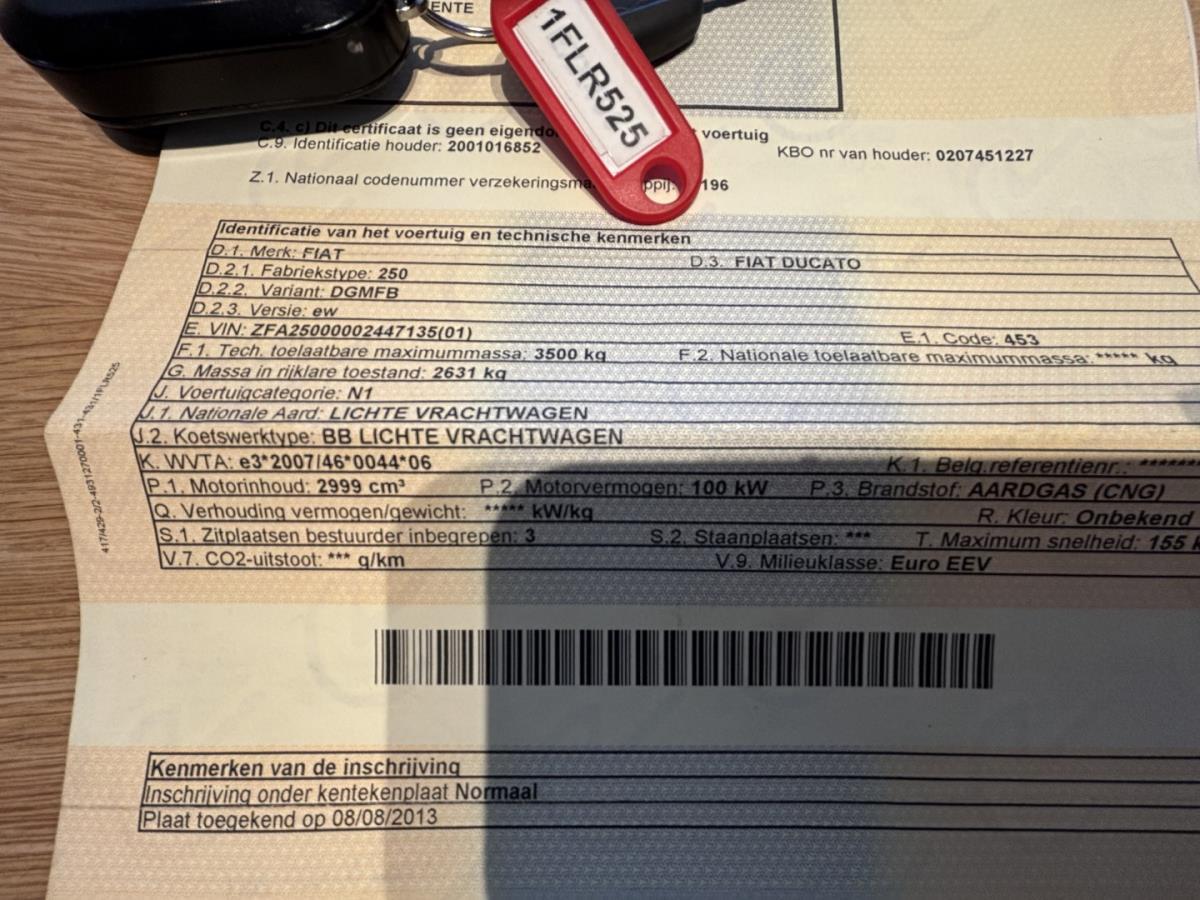 ENTE
1FLR525
C.4. c) Dit certificaat is geen voertuig
C.9. Identificatie houder: 2001016852 KBO nr van houder: 0207451227
Z.1. Nationaal codenummer 196
Identificatie van het voertuig en technische kenmerken
D.1. Merk: FIAT D.3. FIAT DUCATO
D.2.1. Fabriekstype: 250
D.2.2. Variant: DGMFB
D.2.3. Versie: ew
E. VIN: ZFA25000002447135(01) E.1. Code: 453
F.1. Tech. toelaatbare maximummassa: 3500 kg F.2. Nationale toelaatbare maximummassa: ***** kg
G. Massa in rijklare toestand: 2631 kg
J. Voertuigcategorie: N1
J.1. Nationale Aard: LICHTE VRACHTWAGEN
J.2. Koetswerktype: BB LICHTE VRACHTWAGEN
K. WVTA: e3*2007/46*0044*06 K.1. Belg.referentienr.: *******
P.1. Motorinhoud: 2999 cm³ P.2. Motorvermogen: 100 kW P.3. Brandstof: AARDGAS (CNG)
Q. Verhouding vermogen/gewicht: ***** kW/kg R. Kleur: Onbekend
S.1. Zitplaatsen bestuurder inbegrepen: 3 S.2. Staanplaatsen: *** T. Maximum snelheid: 155
V.7. CO2-uitstoot: *** g/km V.9. Milieuklasse: Euro EEV
Kenmerken van de inschrijving
Inschrijving onder kentekenplaat Normaal
Plaat toegekend op 08/08/2013